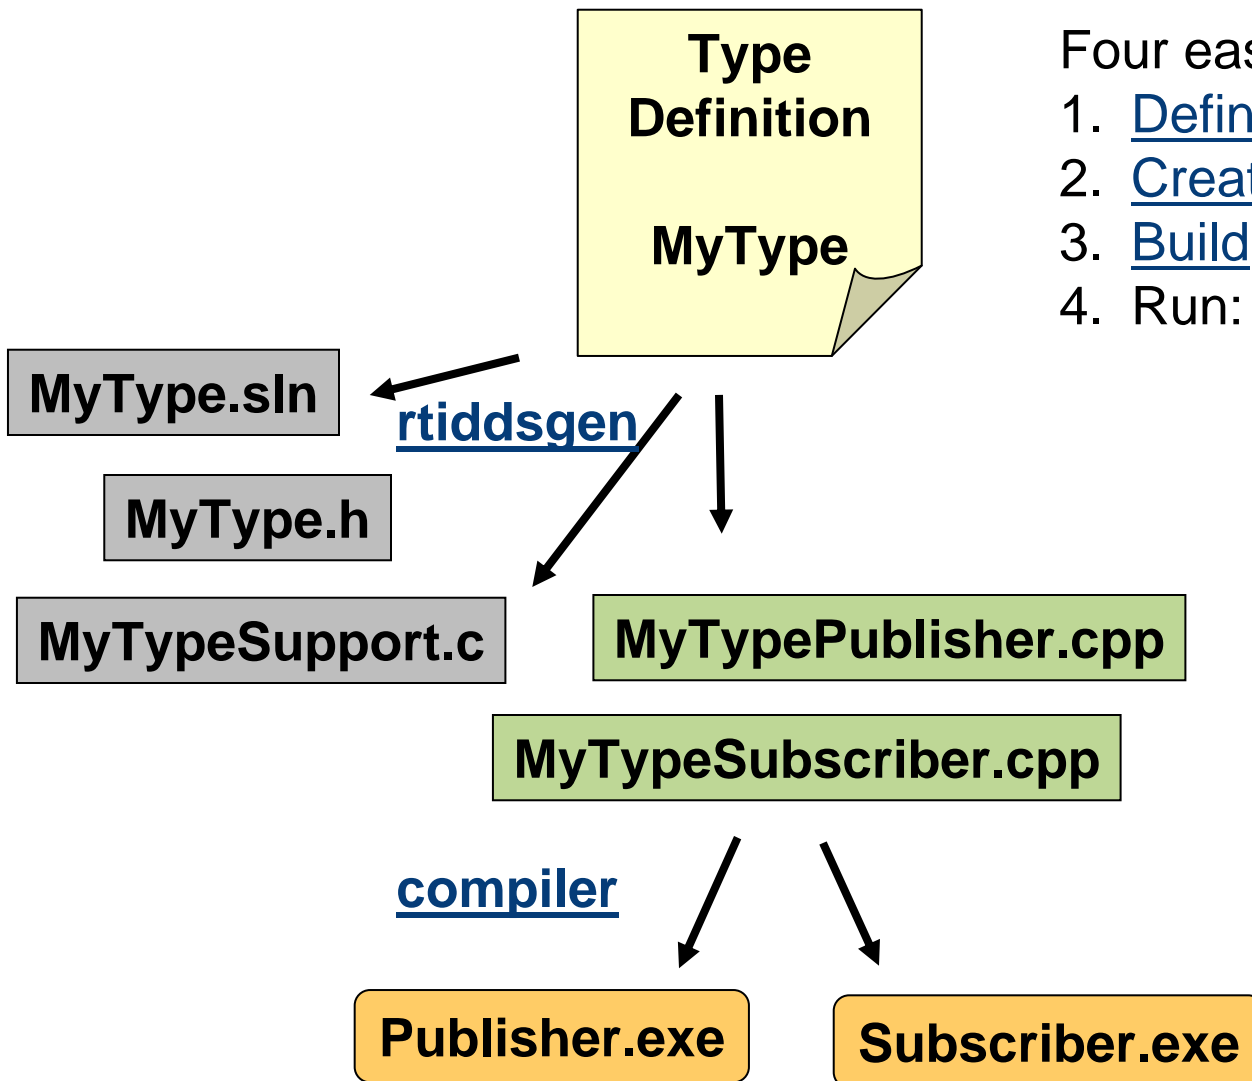 Type
Definition
MyType
Four eas
1. Defin
2. Creat
3. Build
4. Run:
MyType.sln
rtiddsgen
MyType.h
MyTypeSupport.c
MyTypePublisher.cpp
MyTypeSubscriber.cpp
compiler
Publisher.exe
Subscriber.exe